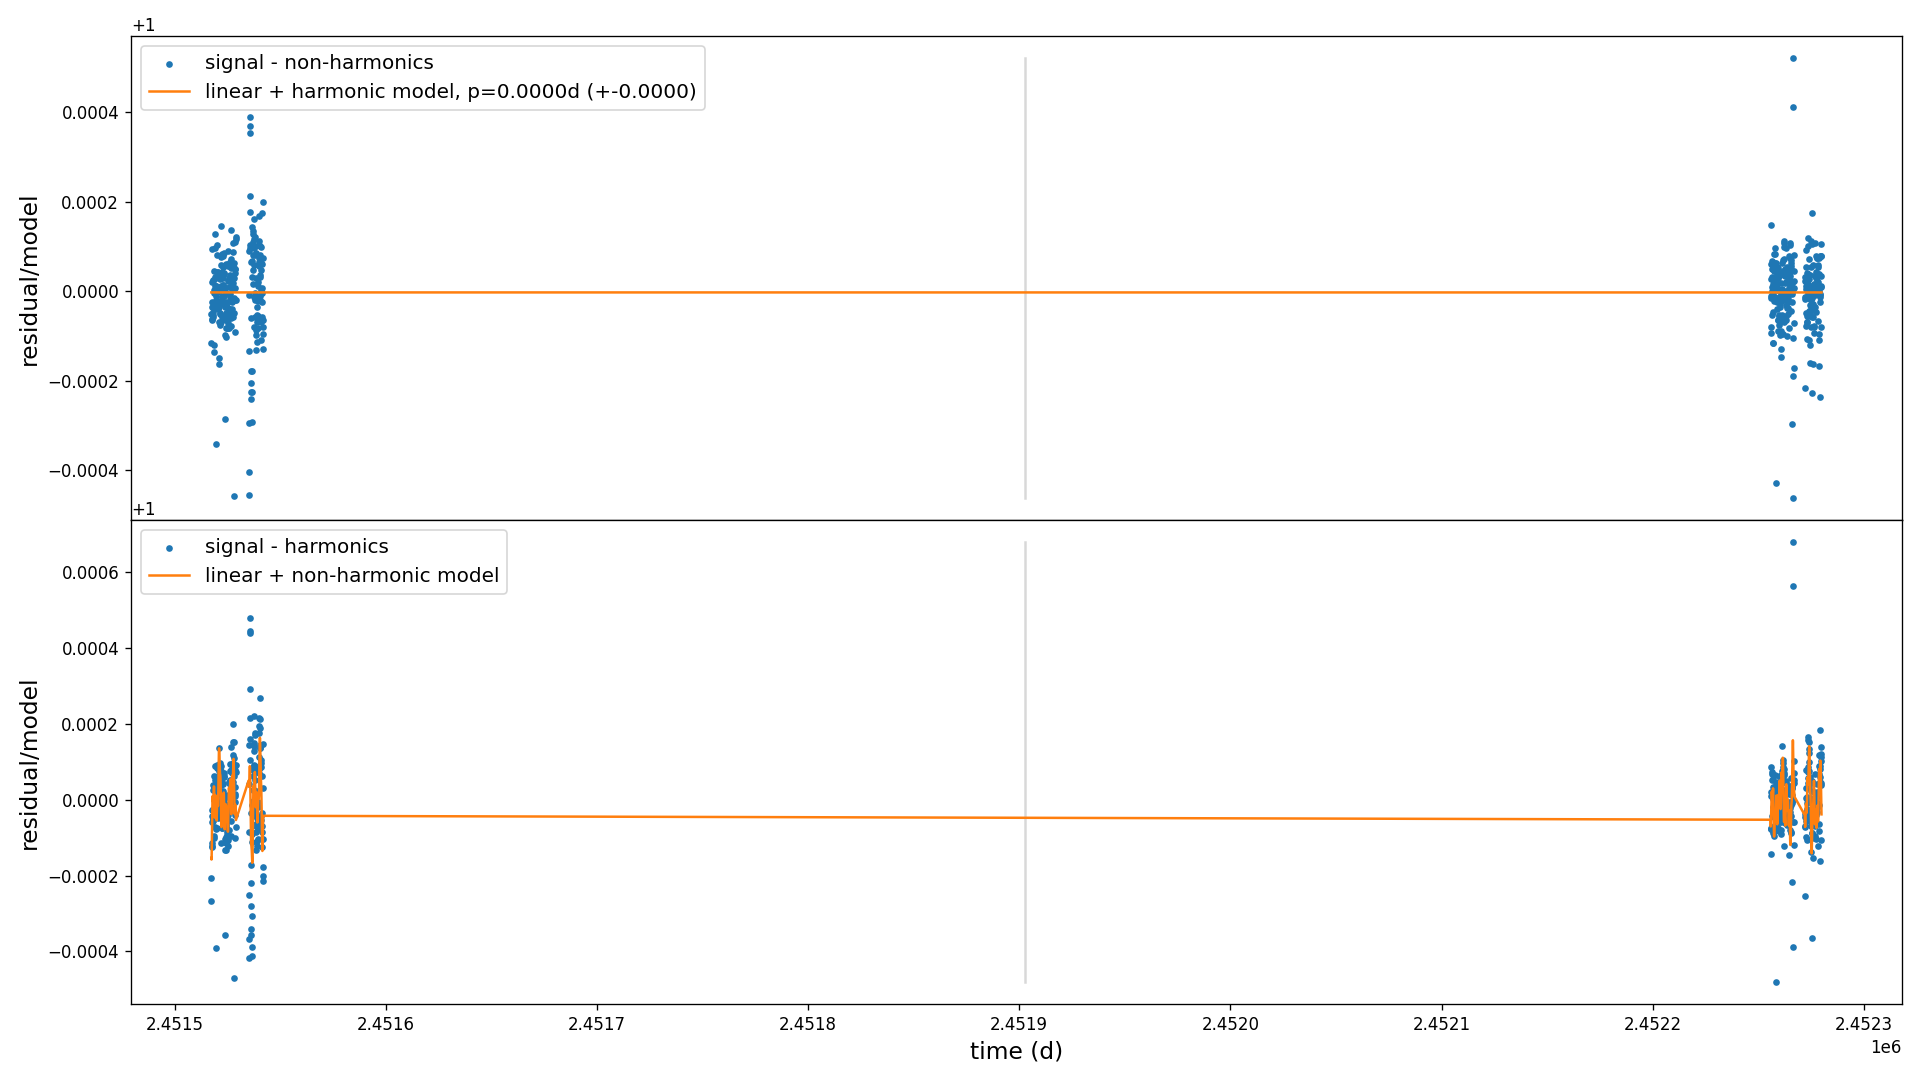 +1
signal - non-harmonics
linear + harmonic model, p=0.0000d (+-0.0000)
residual/model
0.0004
0.0002
0.0000
−0.0002
−0.0004
+1
signal - harmonics
linear + non-harmonic model
residual/model
0.0006
0.0004
0.0002
0.0000
−0.0002
−0.0004
2.4515 2.4516 2.4517 2.4518 2.4519 2.4520 2.4521 2.4522 2.4523
time (d)
1e6